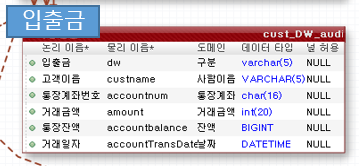 입출금
cust_DW_audi
논리 이름* 물리 이름* 도메인 데이터 타입 널 허용
입출금 dw 구분 varchar(5) NULL
고객이름 custname 사람이름 VARCHAR(5) NULL
통장계좌번호 accountnum 통장계좌 char(16) NULL
거래금액 amount 거래금액 int(20) NULL
통장잔액 accountbalance 잔액 BIGINT NULL
거래일자 accountTransDate 날짜 DATETIME NULL